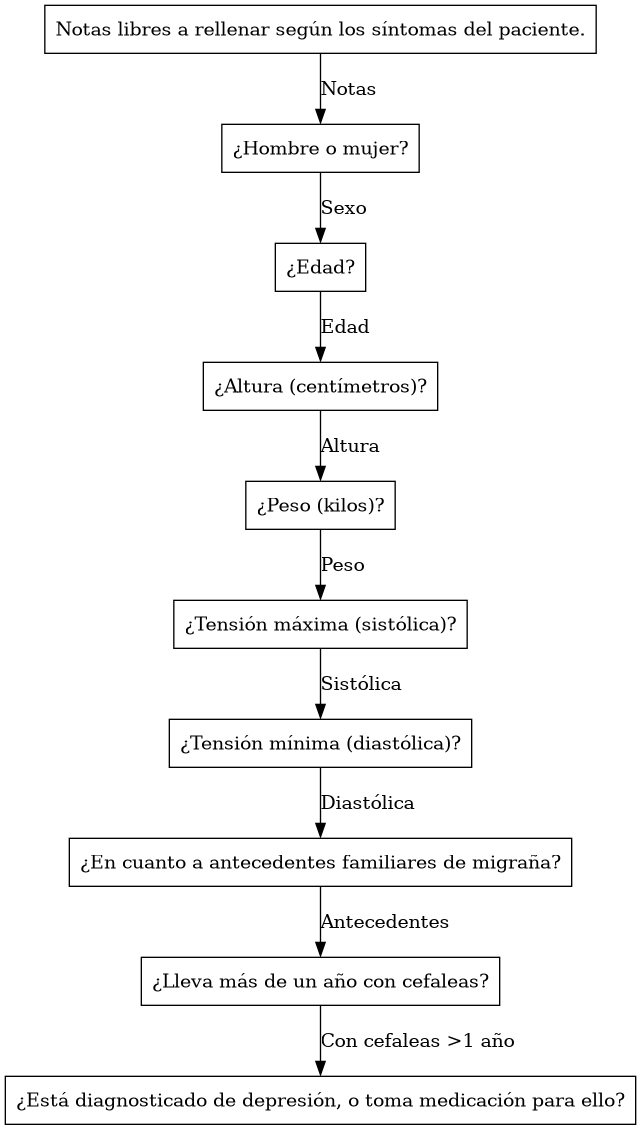 Notas libres a rellenar según los síntomas del paciente.
Notas
¿Hombre o mujer?
Sexo
¿Edad?
Edad
¿Altura (centímetros)?
Altura
¿Peso (kilos)?
Peso
¿Tensión máxima (sistólica)?
Sistólica
¿Tensión mínima (diastólica)?
Diastólica
¿En cuanto a antecedentes familiares de migraña?
Antecedentes
¿Lleva más de un año con cefaleas?
Con cefaleas >1 año
¿Está diagnosticado de depresión, o toma medicación para ello?